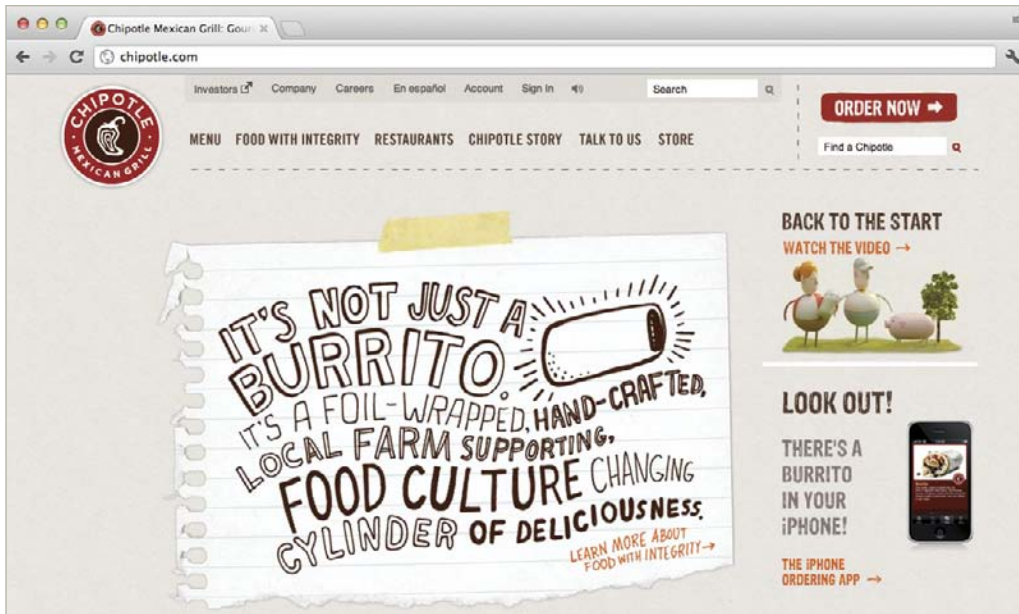 Chipotle Mexican Grill: Gour
chipotle.com
CHIPOTLE
MEXICAN GRILL
Investors Company Careers En español Account Sign In Search
ORDER NOW
MENU FOOD WITH INTEGRITY RESTAURANTS CHIPOTLE STORY TALK TO US STORE
Find a Chipotle
IT'S NOT JUST A
BURRITO.
IT'S A FOIL-WRAPPED, HAND-CRAFTED,
LOCAL FARM SUPPORTING,
FOOD CULTURE CHANGING
CYLINDER OF DELICIOUSNESS.
LEARN MORE ABOUT
FOOD WITH INTEGRITY
BACK TO THE START
WATCH THE VIDEO
LOOK OUT!
THERE'S A
BURRITO
IN YOUR
iPHONE!
THE iPHONE
ORDERING APP